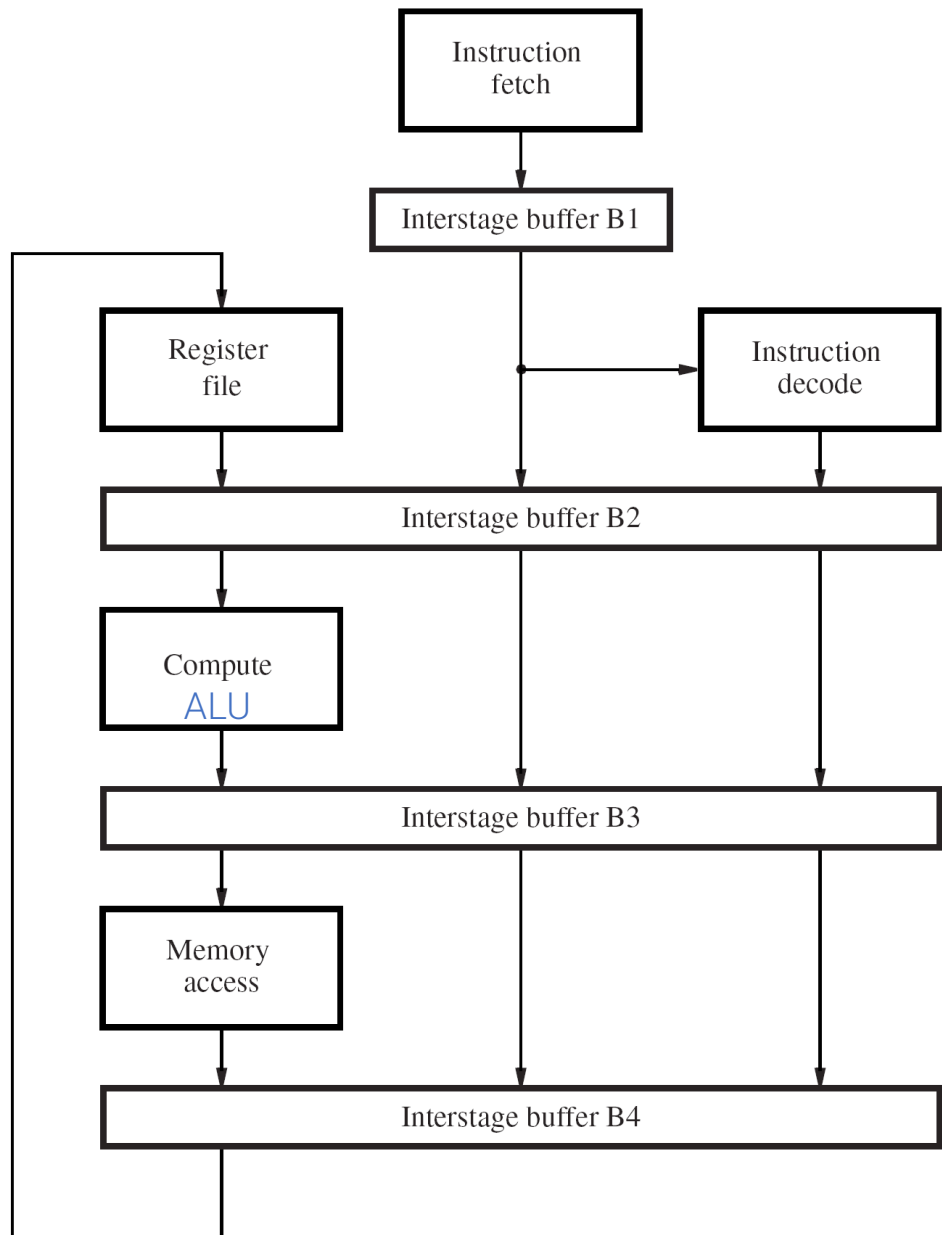 Instruction
fetch
Interstage buffer B1
Register
file
Instruction
decode
Interstage buffer B2
Compute
ALU
Interstage buffer B3
Memory
access
Interstage buffer B4